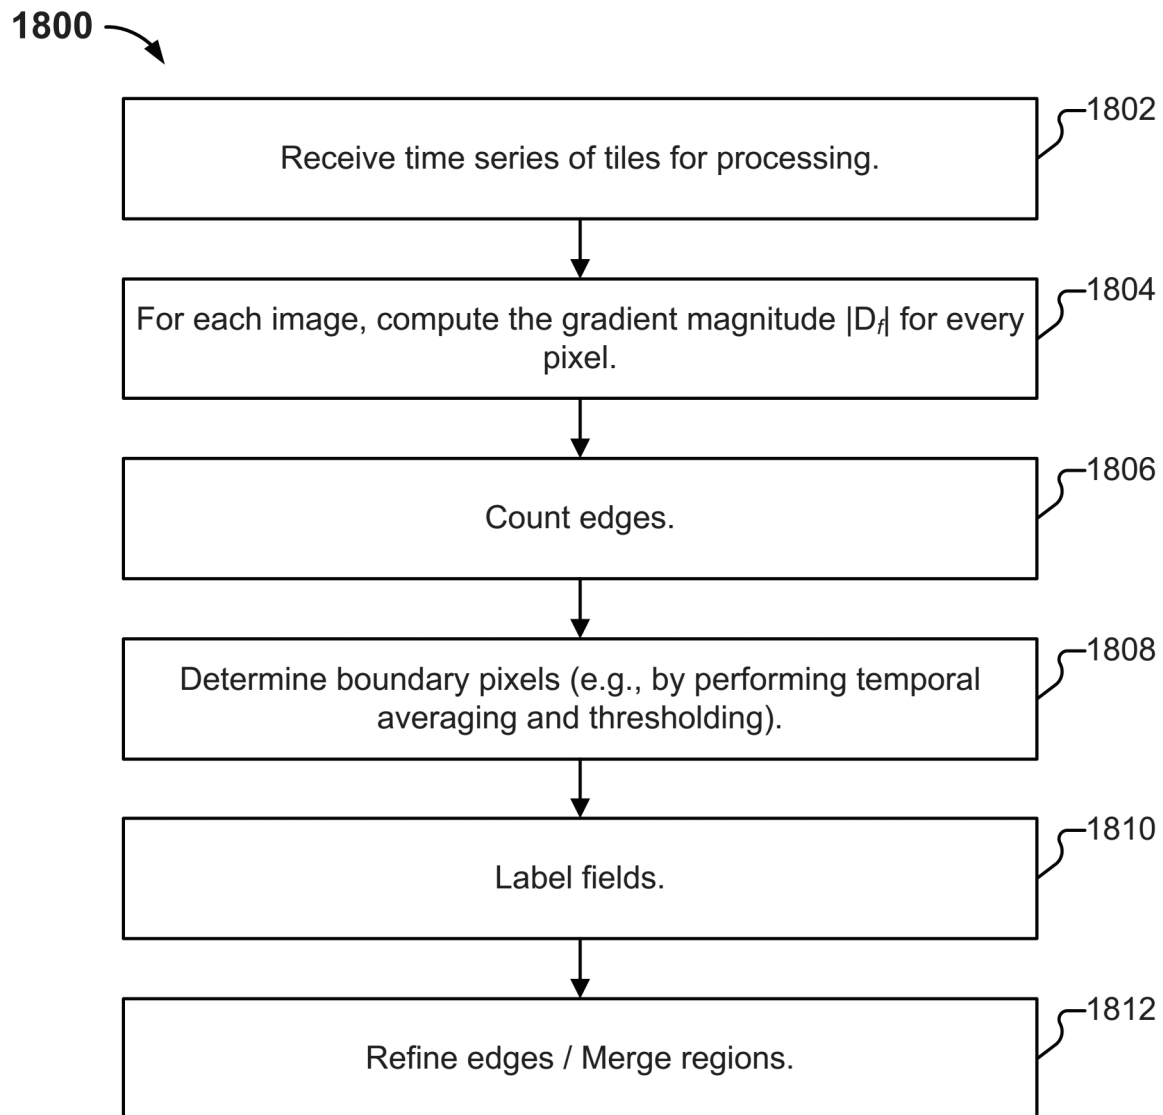 1800
1802
Receive time series of tiles for processing.
1804
For each image, compute the gradient magnitude |Df| for every
pixel.
1806
Count edges.
1808
Determine boundary pixels (e.g., by performing temporal
averaging and thresholding).
1810
Label fields.
1812
Refine edges / Merge regions.